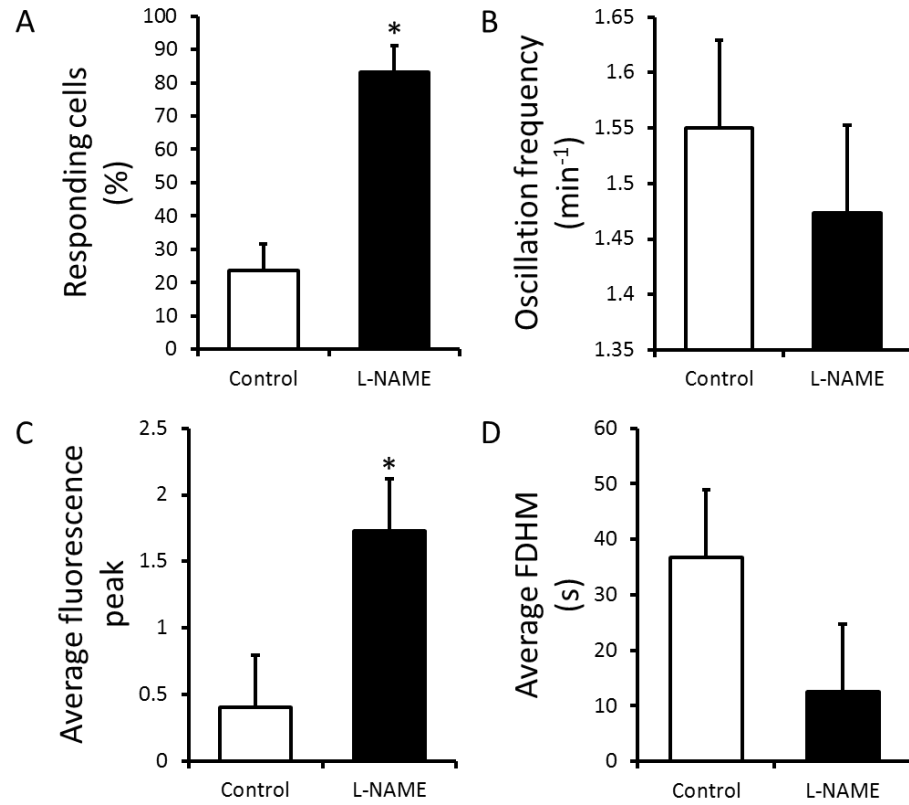 A
Responding cells
(%)
100
90
80
70
60
50
40
30
20
10
0
*
Control
L-NAME
B
Oscillation frequency
(min-1)
1.65
1.6
1.55
1.5
1.45
1.4
1.35
Control
L-NAME
C
Average fluorescence
peak
2.5
2
1.5
1
0.5
0
*
Control
L-NAME
D
Average FDHM
(s)
60
50
40
30
20
10
0
Control
L-NAME